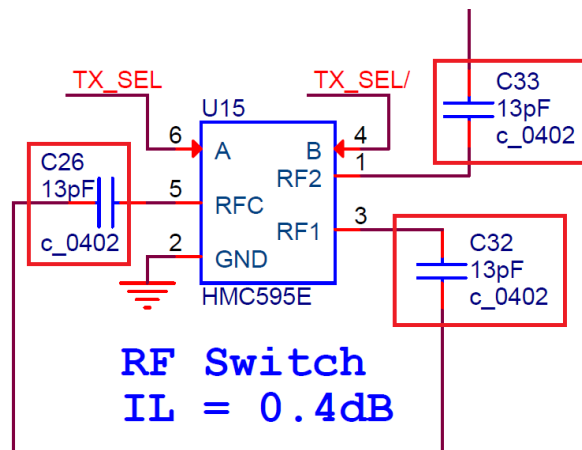 TX_SEL
TX_SEL/
C33
13pF
c_0402
U15
6
A
B
4
C26
13pF
c_0402
5
RFC
RF2
1
2
GND
RF1
3
C32
13pF
c_0402
HMC595E
RF Switch
IL = 0.4dB